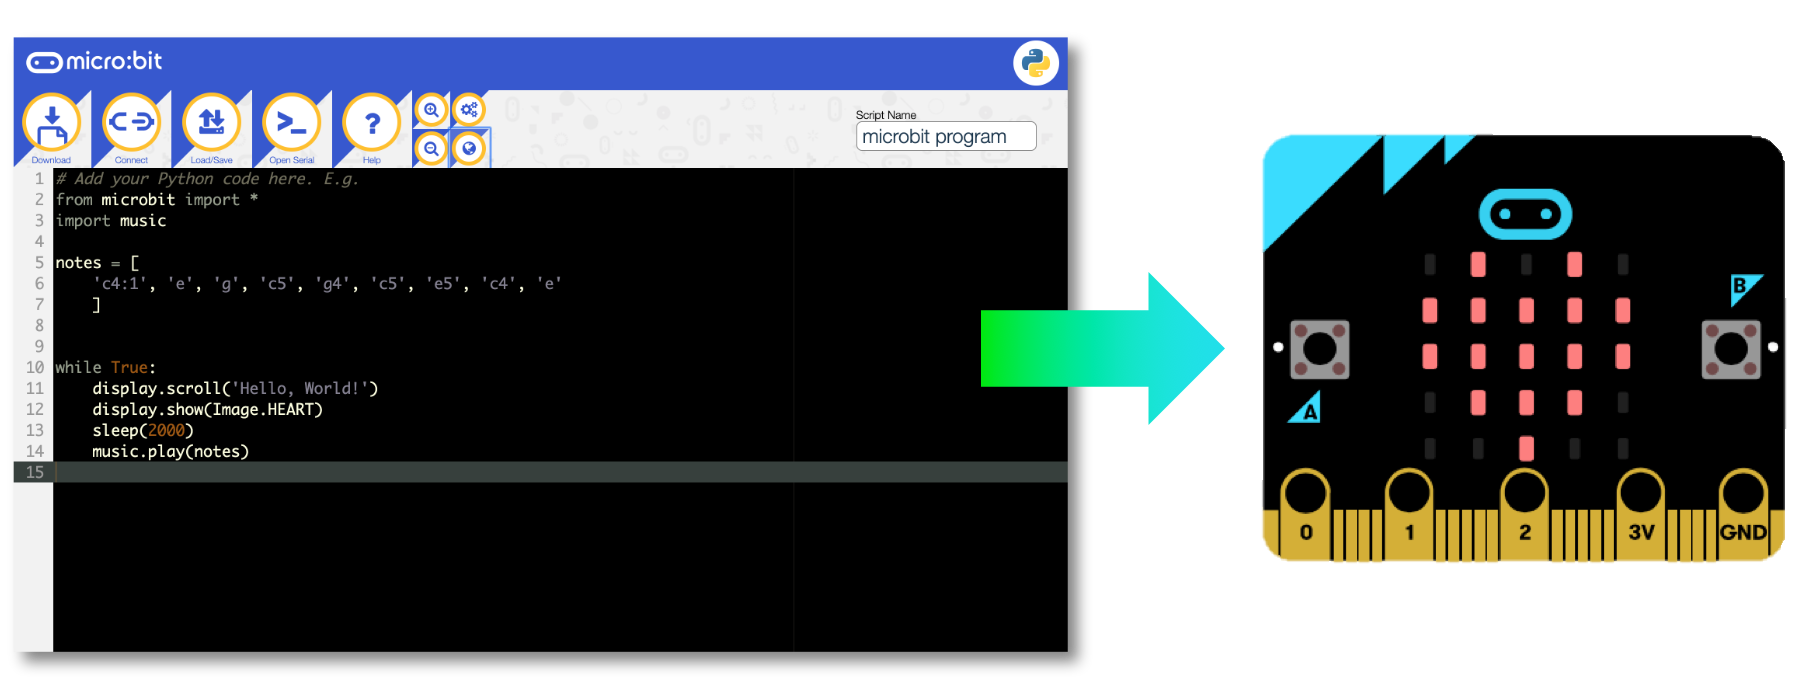 micro:bit
Download
Connect
Load/Save
>_
Open Serial
?
Help
Script Name
microbit program
1 # Add your Python code here. E.g.
2 from microbit import *
3 import music
4
5 notes = [
6     'c4:1', 'e', 'g', 'c5', 'g4', 'c5', 'e5', 'c4', 'e'
7     ]
8
9
10 while True:
11     display.scroll('Hello, World!')
12     display.show(Image.HEART)
13     sleep(2000)
14     music.play(notes)
15
B
A
0 1 2 3V GND